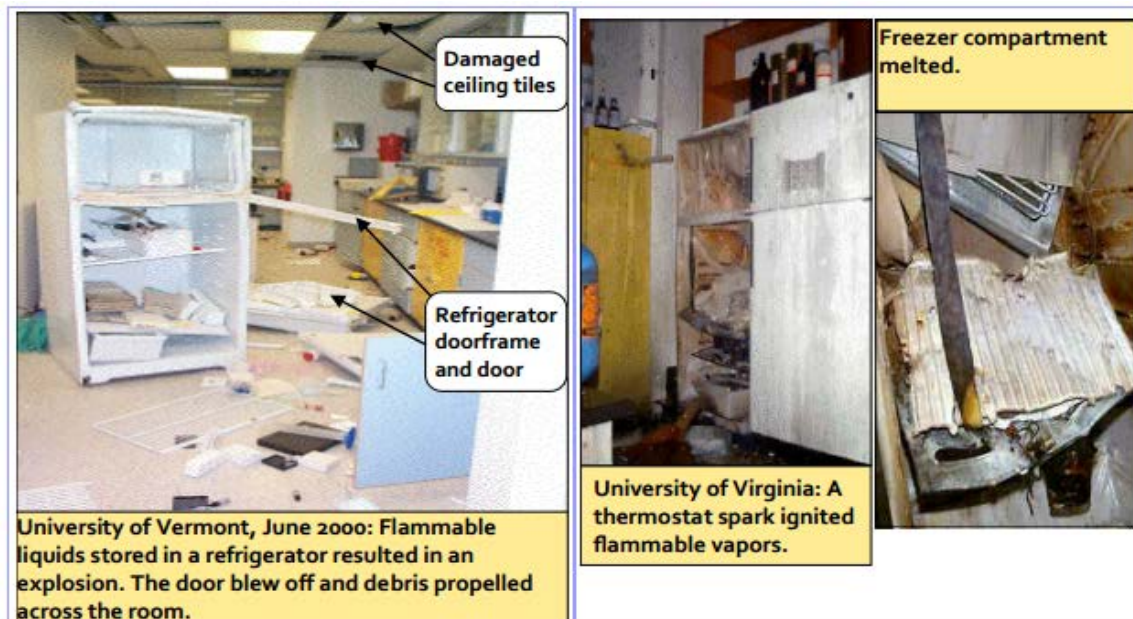 Damaged
ceiling tiles
Refrigerator
doorframe
and door
University of Vermont, June 2000: Flammable
liquids stored in a refrigerator resulted in an
explosion. The door blew off and debris propelled
across the room.
University of Virginia: A
thermostat spark ignited
flammable vapors.
Freezer compartment
melted.